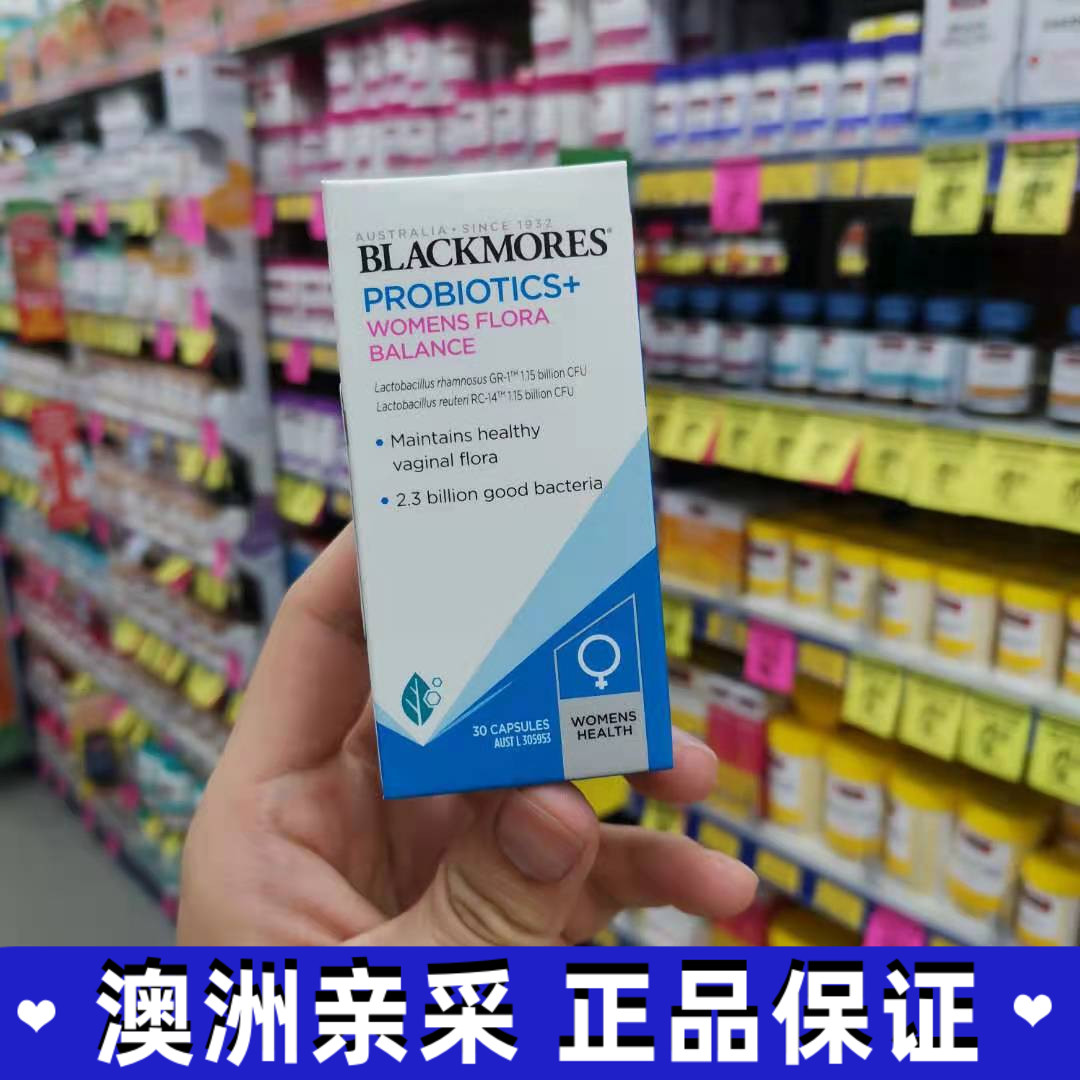 AUSTRALIA • SINCE 1932
BLACKMORES®
PROBIOTICS+
WOMENS FLORA
BALANCE
Lactobacillus rhamnosus GR-1™ 1.15 billion CFU
Lactobacillus reuteri RC-14™ 1.15 billion CFU
• Maintains healthy
vaginal flora
• 2.3 billion good bacteria
30 CAPSULES
AUST L 305953
WOMENS
HEALTH
澳洲亲采 正品保证